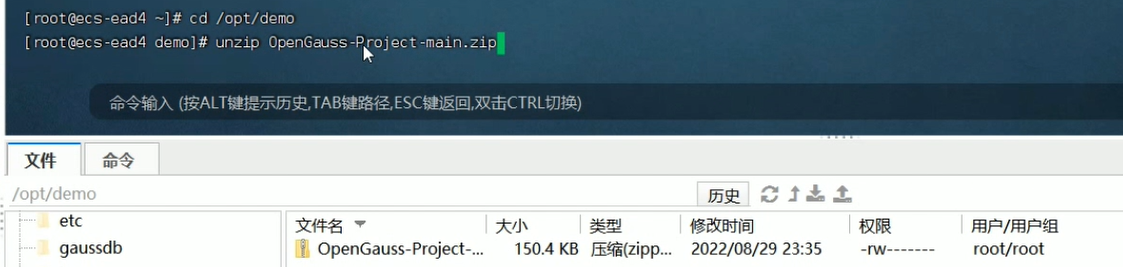 [root@ecs-ead4 ~]# cd /opt/demo
[root@ecs-ead4 demo]# unzip OpenGauss-Project-main.zip
命令输入 (按ALT键提示历史,TAB键路径,ESC键返回,双击CTRL切换)
文件 命令
/opt/demo 历史
etc 文件名 大小 类型 修改时间 权限 用户/用户组
gaussdb OpenGauss-Project-... 150.4 KB 压缩(zipp... 2022/08/29 23:35 -rw------- root/root